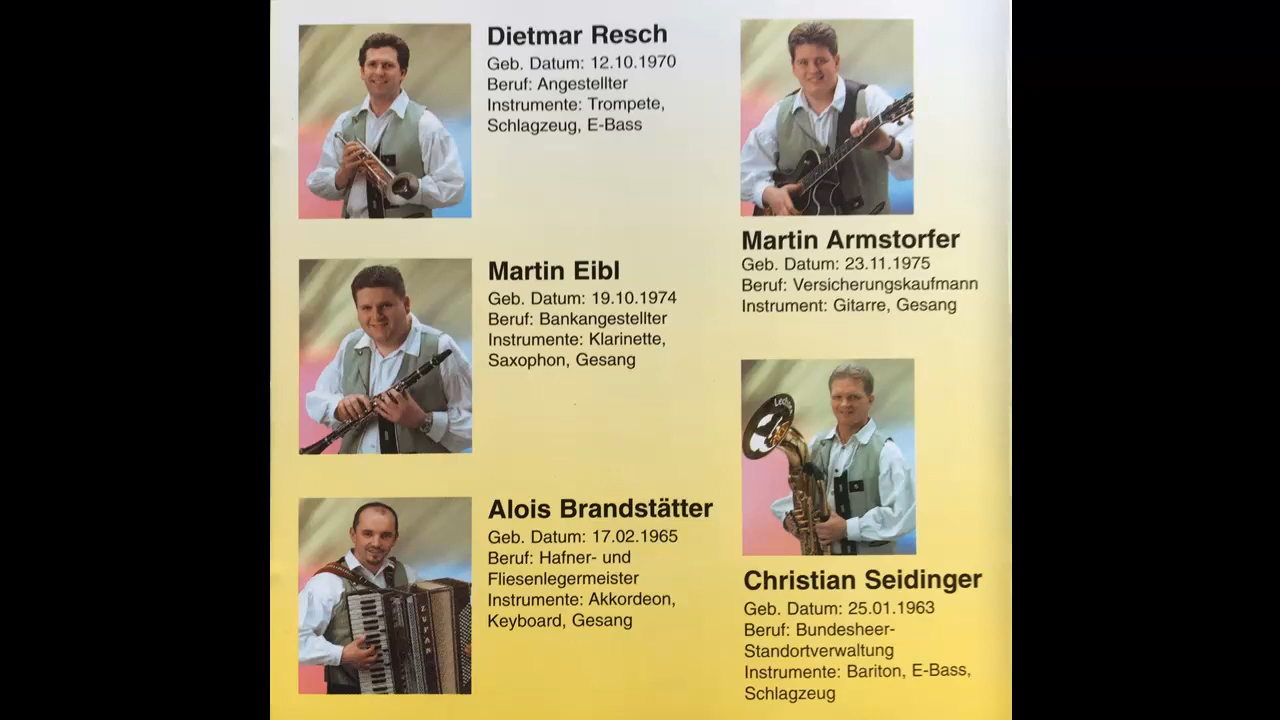 Dietmar Resch
Geb. Datum: 12.10.1970
Beruf: Angestellter
Instrumente: Trompete,
Schlagzeug, E-Bass
Martin Eibl
Geb. Datum: 19.10.1974
Beruf: Bankangestellter
Instrumente: Klarinette,
Saxophon, Gesang
Alois Brandstätter
Geb. Datum: 17.02.1965
Beruf: Hafner- und
Fliesenlegermeister
Instrumente: Akkordeon,
Keyboard, Gesang
ZUPAN
Martin Armstorfer
Geb. Datum: 23.11.1975
Beruf: Versicherungskaufmann
Instrument: Gitarre, Gesang
Christian Seidinger
Geb. Datum: 25.01.1963
Beruf: Bundesheer-
Standortverwaltung
Instrumente: Bariton, E-Bass,
Schlagzeug